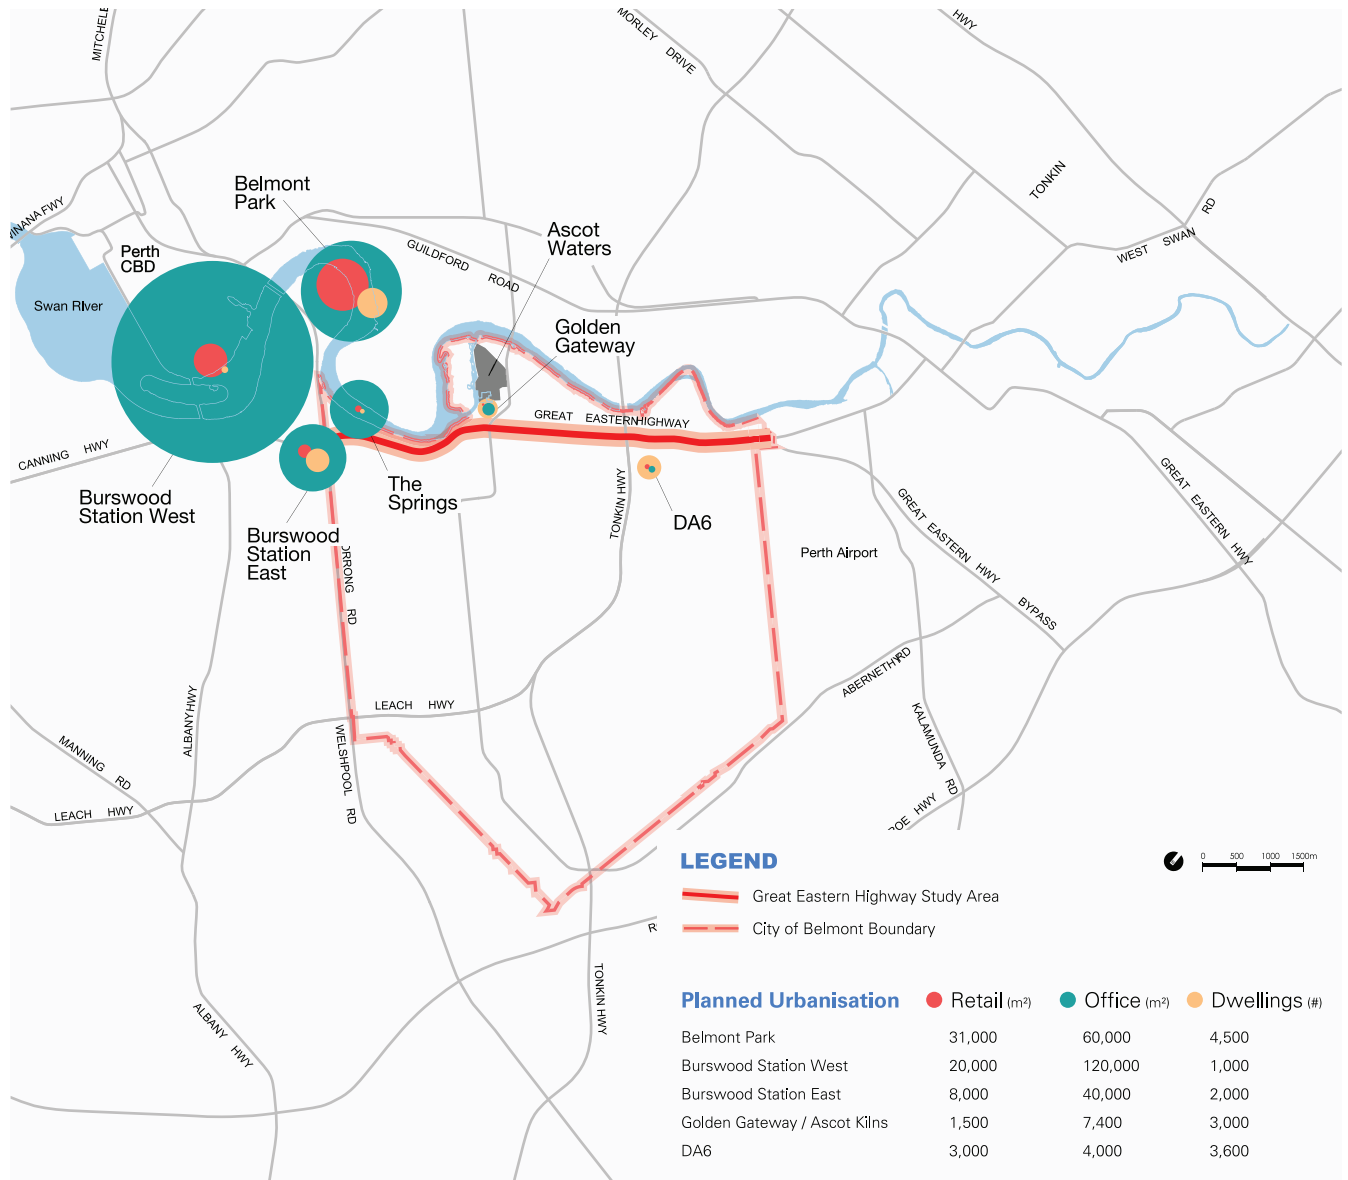 MITCHELL
MORLEY DRIVE
HWY
TONKIN
RD
WEST SWAN
Belmont
Park
Ascot
Waters
GUILDFORD ROAD
Perth
CBD
Swan River
Golden
Gateway
GREAT EASTERN HIGHWAY
CANNING HWY
The
Springs
Burswood
Station West
Burswood
Station
East
DA6
TONKIN HWY
Perth Airport
GREAT EASTERN HWY
BYPASS
GREAT EASTERN HWY
RD
ABERNETHY RD
KALAMUNDA RD
LEACH HWY
ALBANY HWY
WELSHPOOL RD
MANNING RD
LEACH HWY
ALBANY HWY
TONKIN HWY
LEGEND
0 500 1000 1500m
Great Eastern Highway Study Area
City of Belmont Boundary
Planned Urbanisation Retail (m²) Office (m²) Dwellings (#)
Belmont Park 31,000 60,000 4,500
Burswood Station West 20,000 120,000 1,000
Burswood Station East 8,000 40,000 2,000
Golden Gateway / Ascot Kilns 1,500 7,400 3,000
DA6 3,000 4,000 3,600